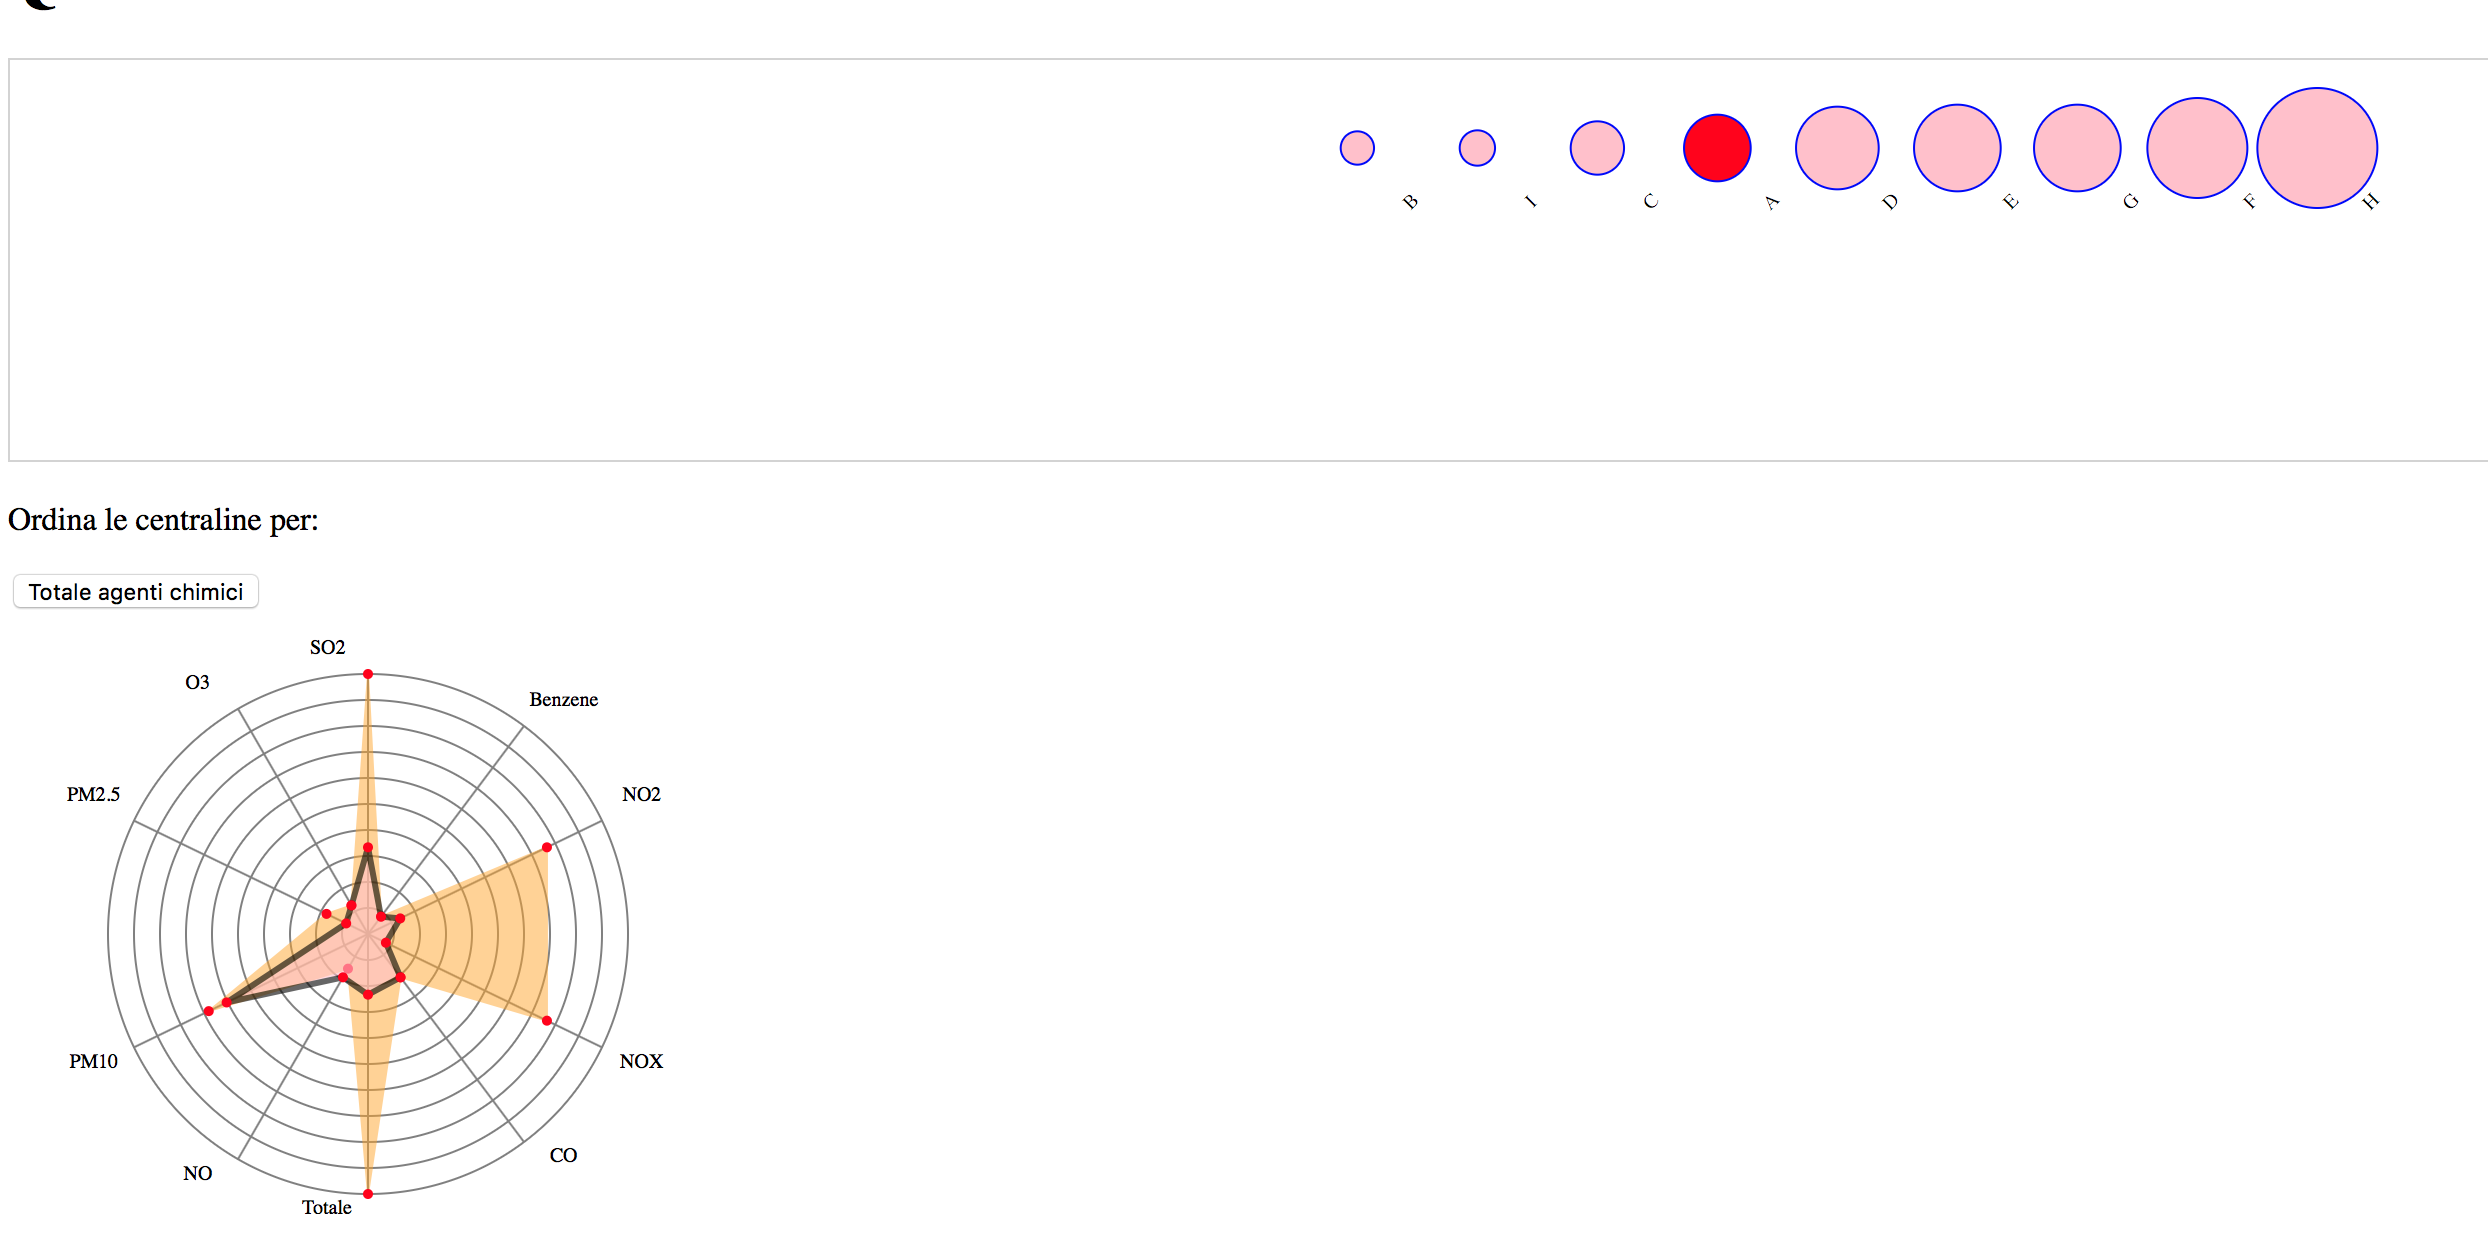 B I C A D E G F H
Ordina le centraline per:
Totale agenti chimici
SO2
O3
Benzene
PM2.5
NO2
PM10
NOX
CO
NO
Totale